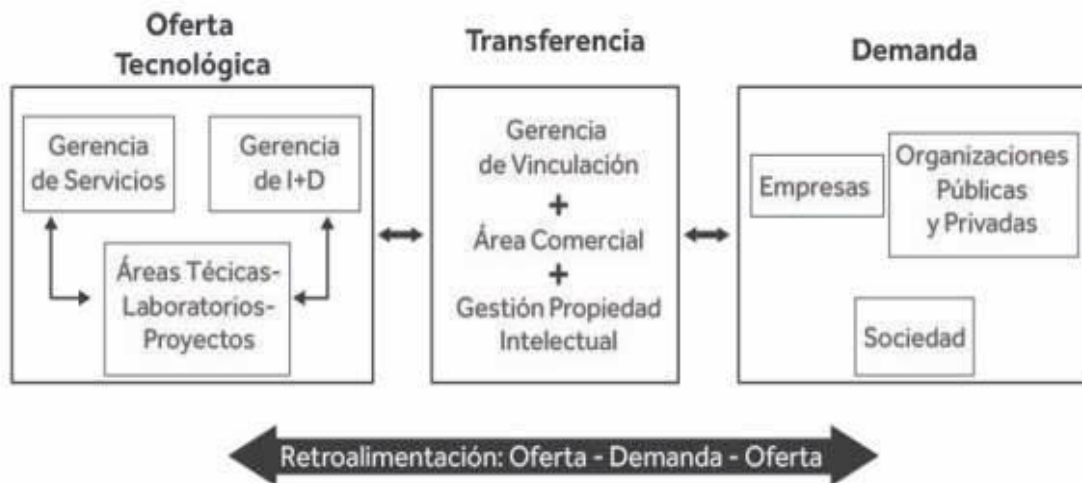 Oferta
Tecnológica
Gerencia
de Servicios
Gerencia
de I+D
Áreas Técicas-
Laboratorios-
Proyectos
Transferencia
Gerencia
de Vinculación
+
Área Comercial
+
Gestión Propiedad
Intelectual
Demanda
Empresas
Organizaciones
Públicas
y Privadas
Sociedad
Retroalimentación: Oferta - Demanda - Oferta